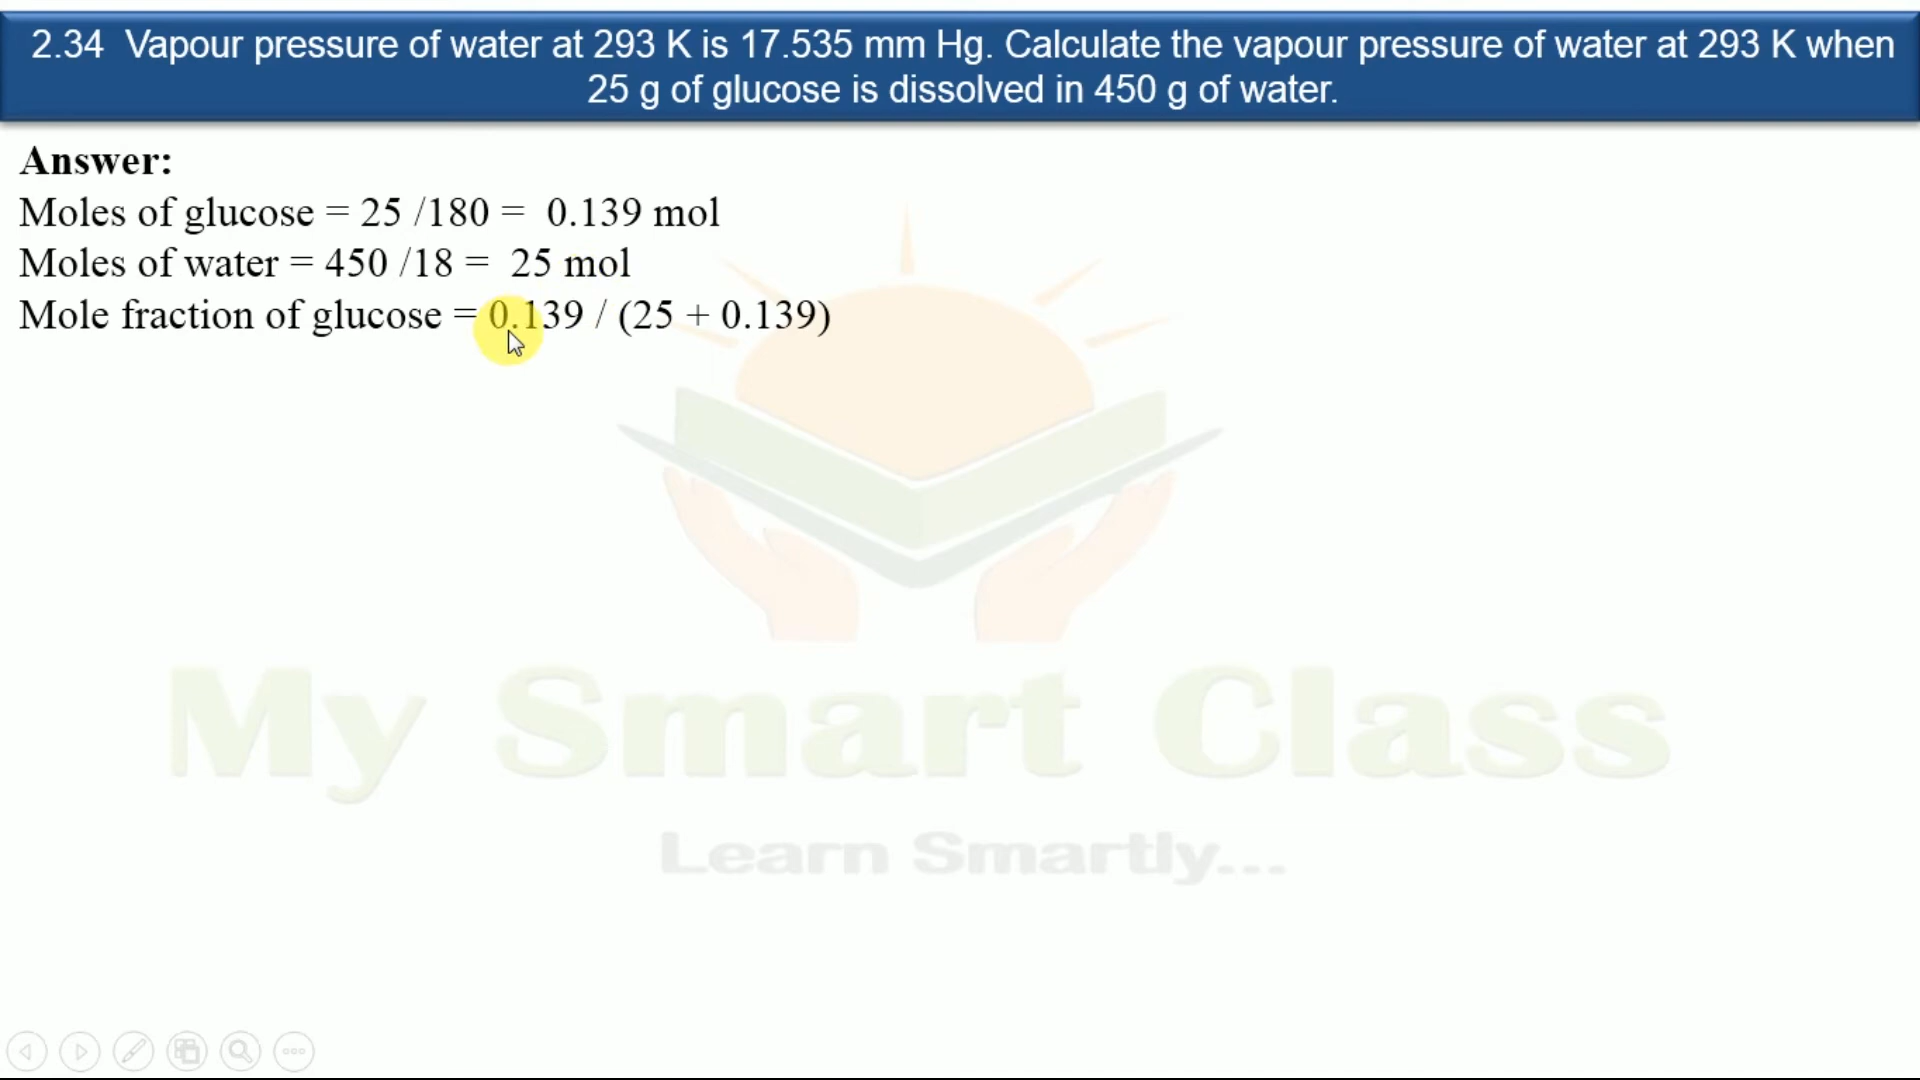 2.34 Vapour pressure of water at 293 K is 17.535 mm Hg. Calculate the vapour pressure of water at 293 K when
25 g of glucose is dissolved in 450 g of water.
Answer:
Moles of glucose = 25 /180 = 0.139 mol
Moles of water = 450 /18 = 25 mol
Mole fraction of glucose = 0.139 / (25 + 0.139)
My Smart Class
Learn Smartly...